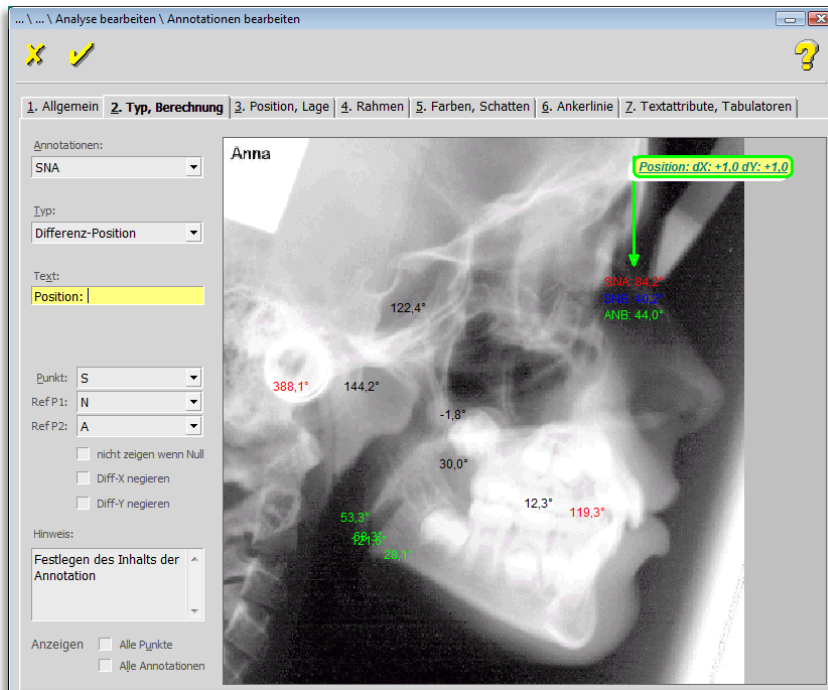 ... \ ... \ Analyse bearbeiten \ Annotationen bearbeiten
1. Allgemein
2. Typ, Berechnung
3. Position, Lage
4. Rahmen
5. Farben, Schatten
6. Ankerlinie
7. Textattribute, Tabulatoren
Annotationen:
SNA
Typ:
Differenz-Position
Text:
Position:
Punkt: S
Ref P1: N
Ref P2: A
nicht zeigen wenn Null
Diff-X negieren
Diff-Y negieren
Hinweis:
Festlegen des Inhalts der
Annotation
Anzeigen
Alle Punkte
Alle Annotationen
Anna
Position: dX: +1,0 dY: +1,0
SNA: 84,2°
SNB: 40,2°
ANB: 44,0°
122,4°
388,1°
144,2°
-1,8°
30,0°
12,3°
119,3°
53,3°
28,1°